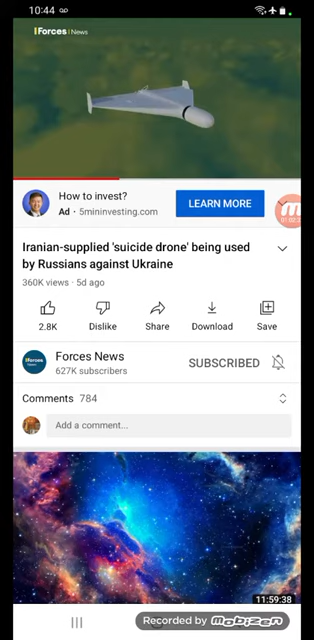 10:44
Forces News
How to invest?
Ad · 5mininvesting.com
LEARN MORE
Iranian-supplied 'suicide drone' being used
by Russians against Ukraine
360K views · 5d ago
2.8K
Dislike
Share
Download
Save
Forces News
627K subscribers
SUBSCRIBED
Comments 784
Add a comment...
11:59:38
Recorded by Mobizen